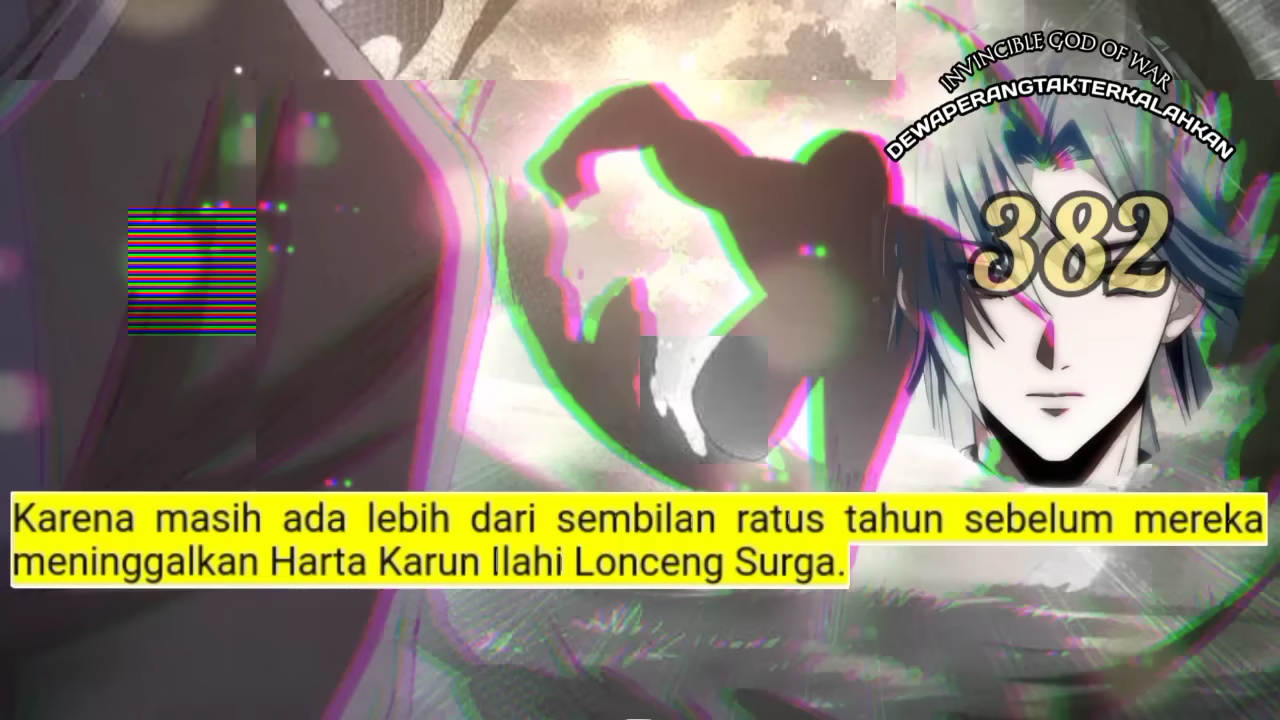 INVINCIBLE GOD OF WAR
DEWAPERANGTAKTERKALAHKAN
382
Karena masih ada lebih dari sembilan ratus tahun sebelum mereka
meninggalkan Harta Karun Ilahi Lonceng Surga.